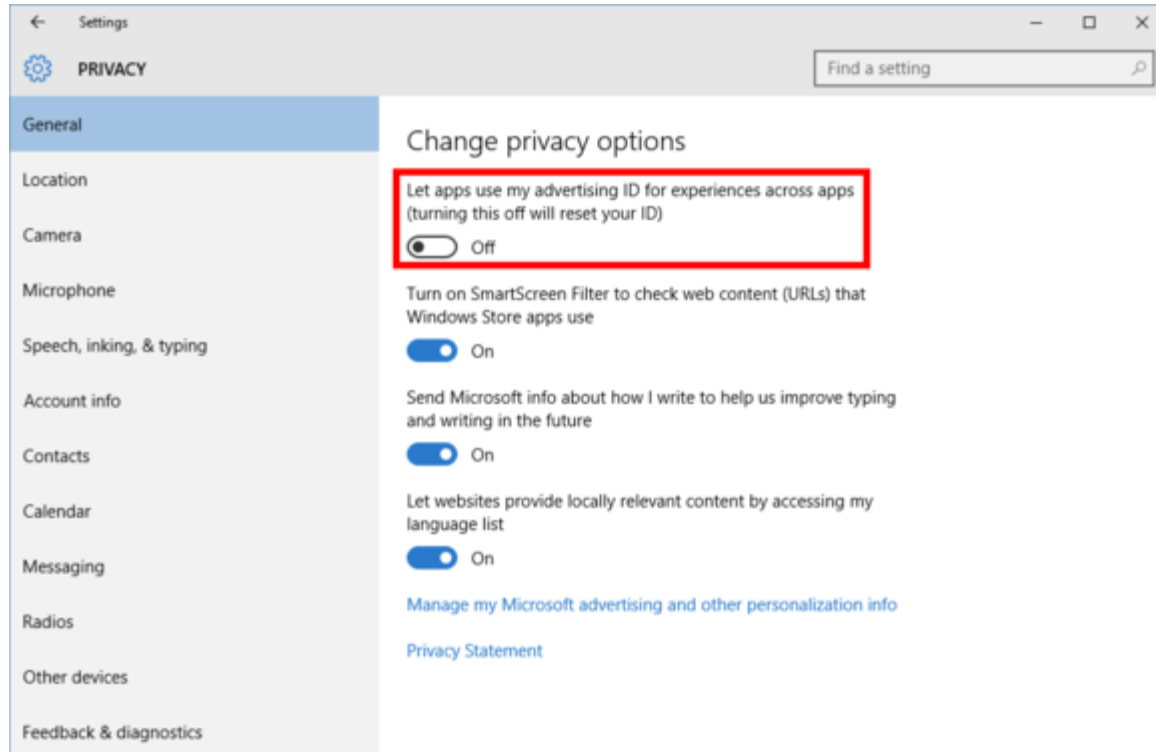 Settings
PRIVACY
Find a setting
General
Location
Camera
Microphone
Speech, inking, & typing
Account info
Contacts
Calendar
Messaging
Radios
Other devices
Feedback & diagnostics
Change privacy options
Let apps use my advertising ID for experiences across apps
(turning this off will reset your ID)
Off
Turn on SmartScreen Filter to check web content (URLs) that
Windows Store apps use
On
Send Microsoft info about how I write to help us improve typing
and writing in the future
On
Let websites provide locally relevant content by accessing my
language list
On
Manage my Microsoft advertising and other personalization info
Privacy Statement